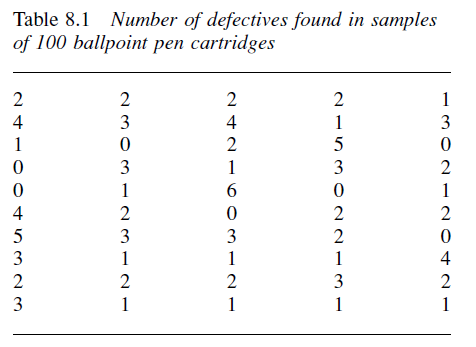 Table 8.1 Number of defectives found in samples
of 100 ballpoint pen cartridges
2 2 2 2 1
4 3 4 1 3
1 0 2 5 0
0 3 1 3 2
0 1 6 0 1
4 2 0 2 2
5 3 3 2 0
3 1 1 1 4
2 2 2 3 2
3 1 1 1 1